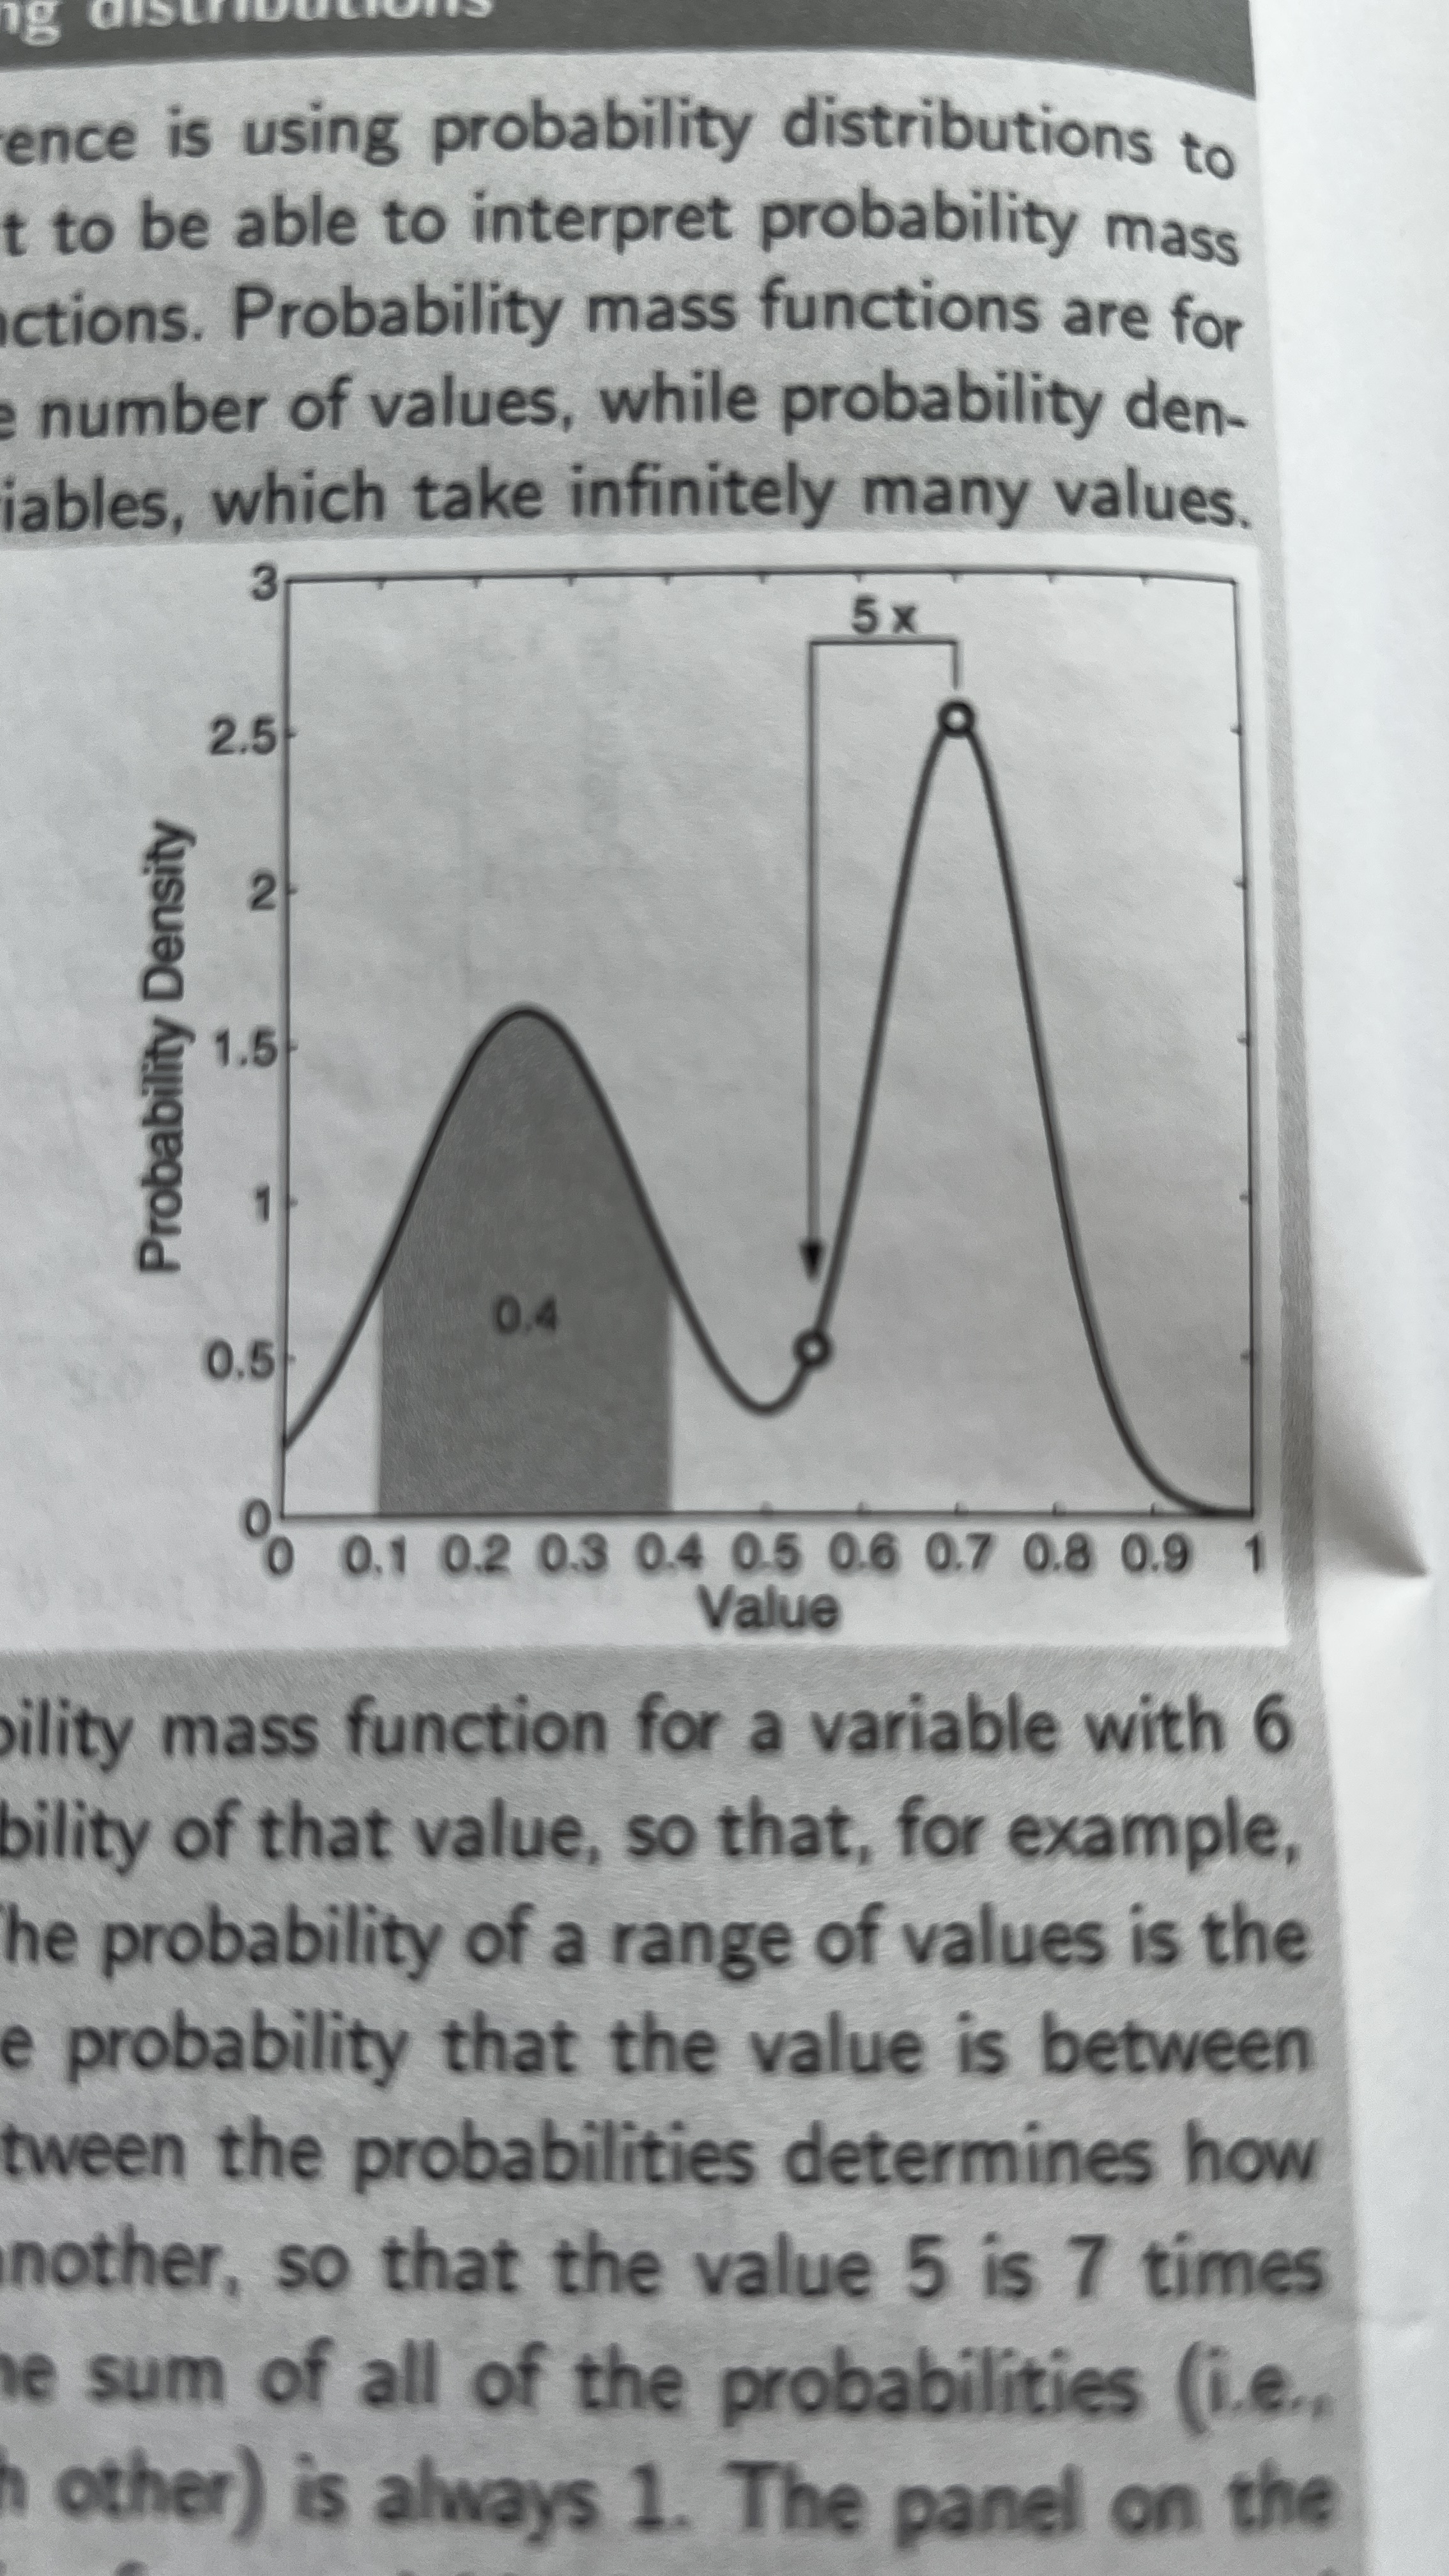 ng distributions
rence is using probability distributions to
t to be able to interpret probability mass
nctions. Probability mass functions are for
e number of values, while probability den-
riables, which take infinitely many values.
3
5 x
2.5
2
1.5
1
0.5
0
Probability Density
0.4
0 0.1 0.2 0.3 0.4 0.5 0.6 0.7 0.8 0.9 1
Value
bility mass function for a variable with 6
bility of that value, so that, for example,
The probability of a range of values is the
e probability that the value is between
tween the probabilities determines how
another, so that the value 5 is 7 times
he sum of all of the probabilities (i.e.,
h other) is always 1. The panel on the